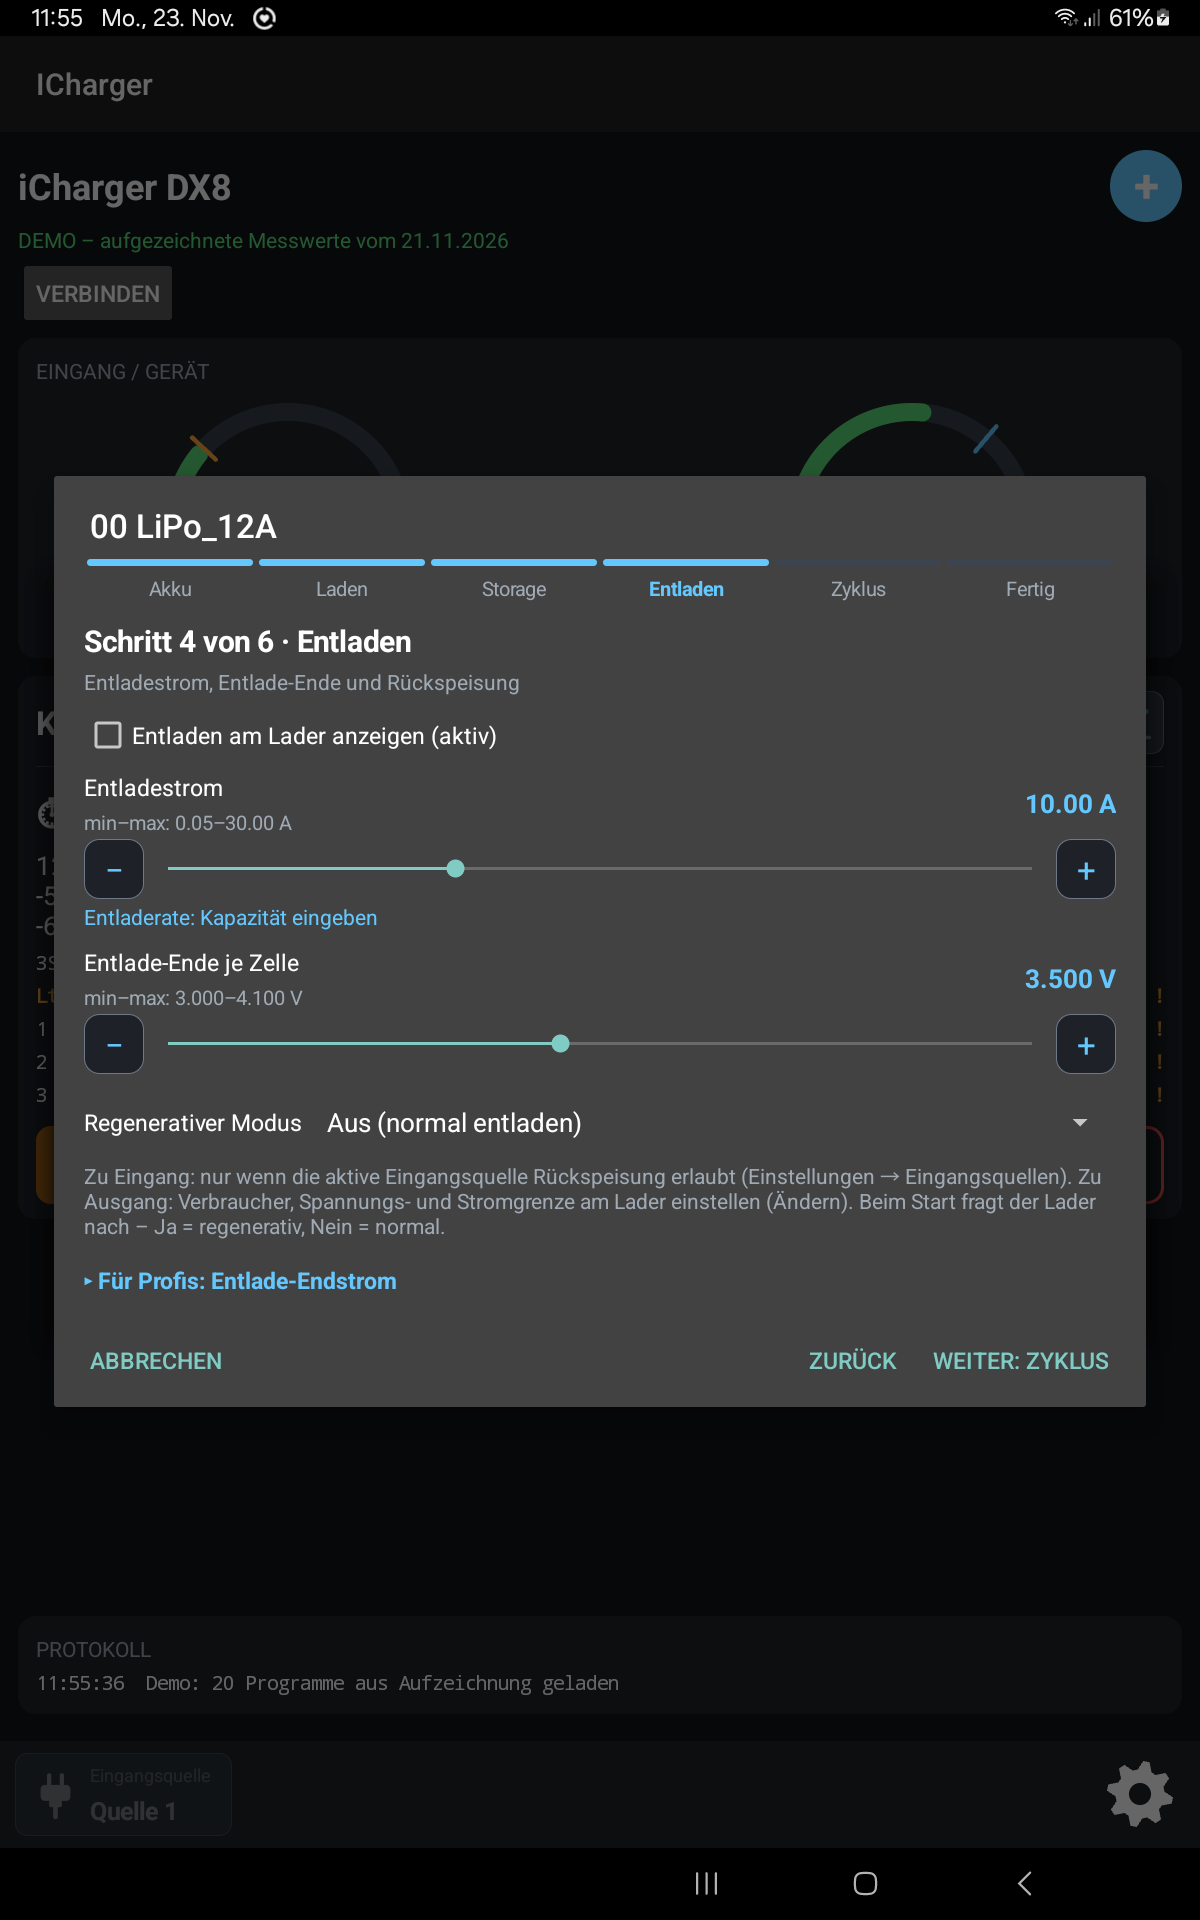 11:55 Mo., 23. Nov.
61%
ICharger
iCharger DX8
DEMO – aufgezeichnete Messwerte vom 21.11.2026
VERBINDEN
EINGANG / GERÄT
00 LiPo_12A
Akku Laden Storage Entladen Zyklus Fertig
Schritt 4 von 6 · Entladen
Entladestrom, Entlade-Ende und Rückspeisung
Entladen am Lader anzeigen (aktiv)
Entladestrom
10.00 A
min–max: 0.05–30.00 A
− +
Entladerate: Kapazität eingeben
Entlade-Ende je Zelle
3.500 V
min–max: 3.000–4.100 V
− +
Regenerativer Modus Aus (normal entladen)
Zu Eingang: nur wenn die aktive Eingangsquelle Rückspeisung erlaubt (Einstellungen → Eingangsquellen). Zu
Ausgang: Verbraucher, Spannungs- und Stromgrenze am Lader einstellen (Ändern). Beim Start fragt der Lader
nach – Ja = regenerativ, Nein = normal.
▸ Für Profis: Entlade-Endstrom
ABBRECHEN ZURÜCK WEITER: ZYKLUS
1 !
2 !
3 !
PROTOKOLL
11:55:36 Demo: 20 Programme aus Aufzeichnung geladen
Eingangsquelle
Quelle 1